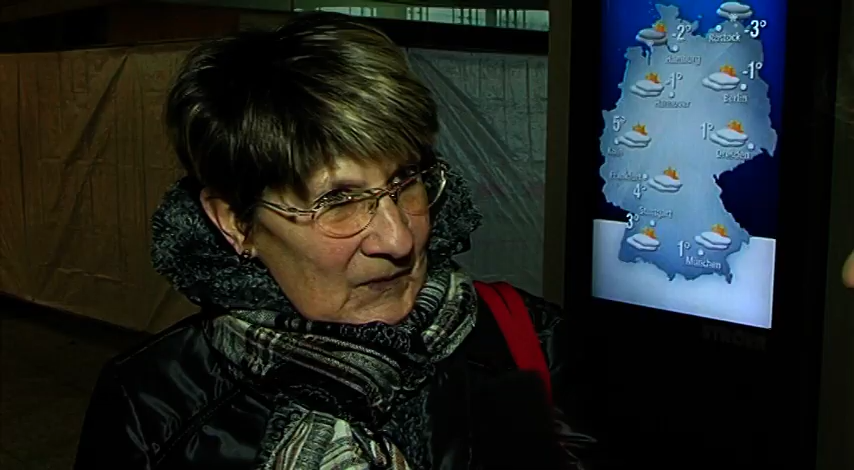 -2°
Hamburg
Rostock
-3°
-1°
Hannover
-1°
Berlin
5°
Köln
1°
Dresden
Frankfurt
4°
3°
Stuttgart
1°
München
STRÖER